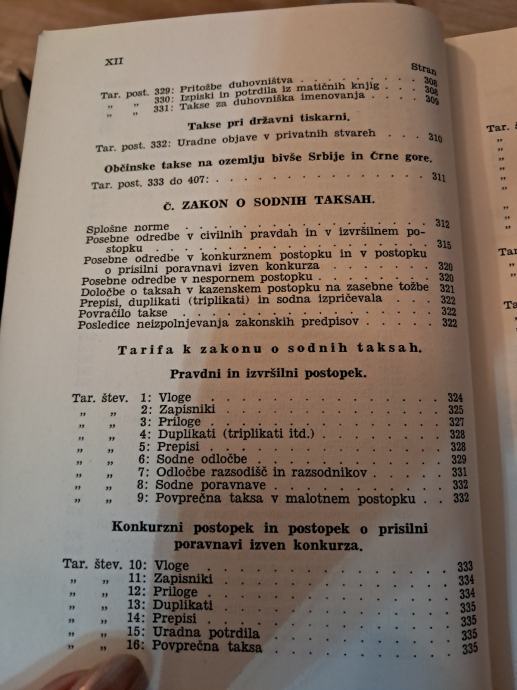 XII
Stran
Tar. post. 329: Pritožbe duhovništva . . . . . . . 308
„ „ 330: Izpiski in potrdila iz matičnih knjig . . . 308
„ „ 331: Takse za duhovniška imenovanja . . . . 309
Takse pri državni tiskarni.
Tar. post. 332: Uradne objave v privatnih stvareh . . . 310
Občinske takse na ozemlju bivše Srbije in Črne gore.
Tar. post. 333 do 407: . . . . . . . . . . . 311
Č. ZAKON O SODNIH TAKSAH.
Splošne norme . . . . . . . . . . . . 312
Posebne odredbe v civilnih pravdah in v izvršilnem po-
stopku . . . . . . . . . . . . . 315
Posebne odredbe v konkurznem postopku in v postopku
o prisilni poravnavi izven konkurza . . . . . . 320
Posebne odredbe v nespornem postopku . . . . . . 320
Določbe o taksah v kazenskem postopku na zasebne tožbe 321
Prepisi, duplikati (triplikati) in sodna izpričevala . . . 322
Povračilo takse . . . . . . . . . . . . 322
Posledice neizpolnjevanja zakonskih predpisov . . . . 322
Tarifa k zakonu o sodnih taksah.
Pravdni in izvršilni postopek.
Tar. štev. 1: Vloge . . . . . . . . . . . 324
„ „ 2: Zapisniki . . . . . . . . . . 325
„ „ 3: Priloge . . . . . . . . . . . 327
„ „ 4: Duplikati (triplikati itd.) . . . . . . 328
„ „ 5: Prepisi . . . . . . . . . . . 328
„ „ 6: Sodne odločbe . . . . . . . . . 329
„ „ 7: Odločbe razsodišč in razsodnikov . . . . 331
„ „ 8: Sodne poravnave . . . . . . . . 332
„ „ 9: Povprečna taksa v malotnem postopku . . 332
Konkurzni postopek in postopek o prisilni
poravnavi izven konkurza.
Tar. štev. 10: Vloge . . . . . . . . . . . 333
„ „ 11: Zapisniki . . . . . . . . . . 334
„ „ 12: Priloge . . . . . . . . . . . 334
„ „ 13: Duplikati . . . . . . . . . . 335
„ „ 14: Prepisi . . . . . . . . . . . 335
„ „ 15: Uradna potrdila . . . . . . . . 335
„ „ 16: Povprečna taksa . . . . . . . . 335